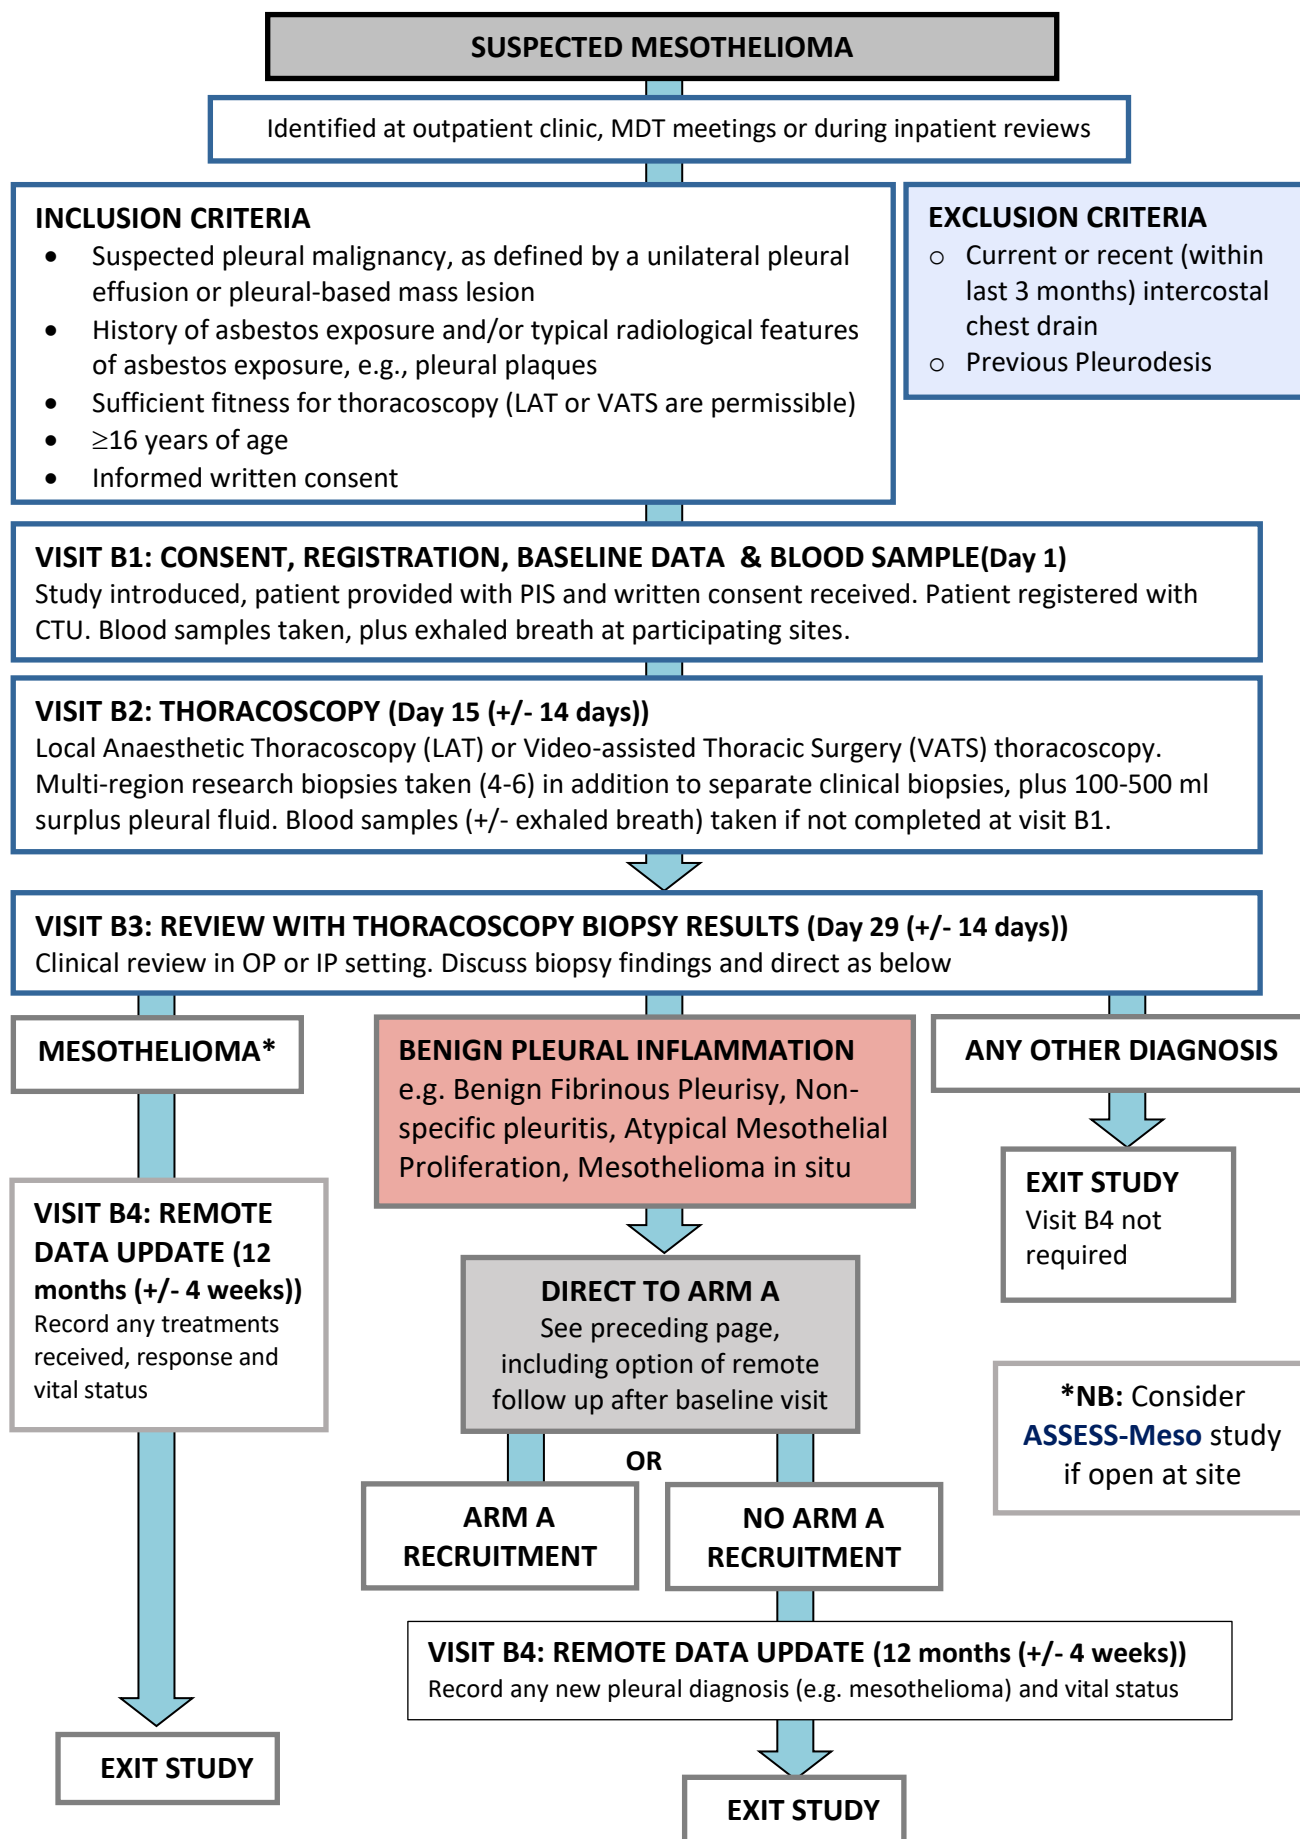 SUSPECTED MESOTHELIOMA
Identified at outpatient clinic, MDT meetings or during inpatient reviews
INCLUSION CRITERIA
• Suspected pleural malignancy, as defined by a unilateral pleural
effusion or pleural-based mass lesion
• History of asbestos exposure and/or typical radiological features
of asbestos exposure, e.g., pleural plaques
• Sufficient fitness for thoracoscopy (LAT or VATS are permissible)
• ≥16 years of age
• Informed written consent
EXCLUSION CRITERIA
o Current or recent (within
last 3 months) intercostal
chest drain
o Previous Pleurodesis
VISIT B1: CONSENT, REGISTRATION, BASELINE DATA & BLOOD SAMPLE(Day 1)
Study introduced, patient provided with PIS and written consent received. Patient registered with
CTU. Blood samples taken, plus exhaled breath at participating sites.
VISIT B2: THORACOSCOPY (Day 15 (+/- 14 days))
Local Anaesthetic Thoracoscopy (LAT) or Video-assisted Thoracic Surgery (VATS) thoracoscopy.
Multi-region research biopsies taken (4-6) in addition to separate clinical biopsies, plus 100-500 ml
surplus pleural fluid. Blood samples (+/- exhaled breath) taken if not completed at visit B1.
VISIT B3: REVIEW WITH THORACOSCOPY BIOPSY RESULTS (Day 29 (+/- 14 days))
Clinical review in OP or IP setting. Discuss biopsy findings and direct as below
MESOTHELIOMA*
VISIT B4: REMOTE
DATA UPDATE (12
months (+/- 4 weeks))
Record any treatments
received, response and
vital status
EXIT STUDY
BENIGN PLEURAL INFLAMMATION
e.g. Benign Fibrinous Pleurisy, Non-
specific pleuritis, Atypical Mesothelial
Proliferation, Mesothelioma in situ
DIRECT TO ARM A
See preceding page,
including option of remote
follow up after baseline visit
OR
ARM A
RECRUITMENT
NO ARM A
RECRUITMENT
VISIT B4: REMOTE DATA UPDATE (12 months (+/- 4 weeks))
Record any new pleural diagnosis (e.g. mesothelioma) and vital status
EXIT STUDY
ANY OTHER DIAGNOSIS
EXIT STUDY
Visit B4 not
required
*NB: Consider
ASSESS-Meso study
if open at site